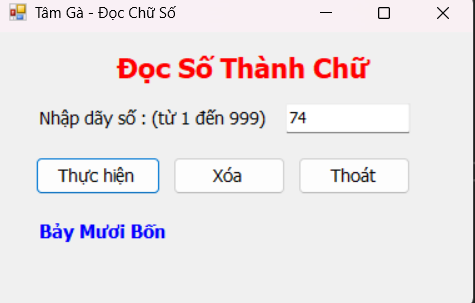 Tâm Gà - Đọc Chữ Số
Đọc Số Thành Chữ
Nhập dãy số : (từ 1 đến 999) 74
Thực hiện Xóa Thoát
Bảy Mươi Bốn